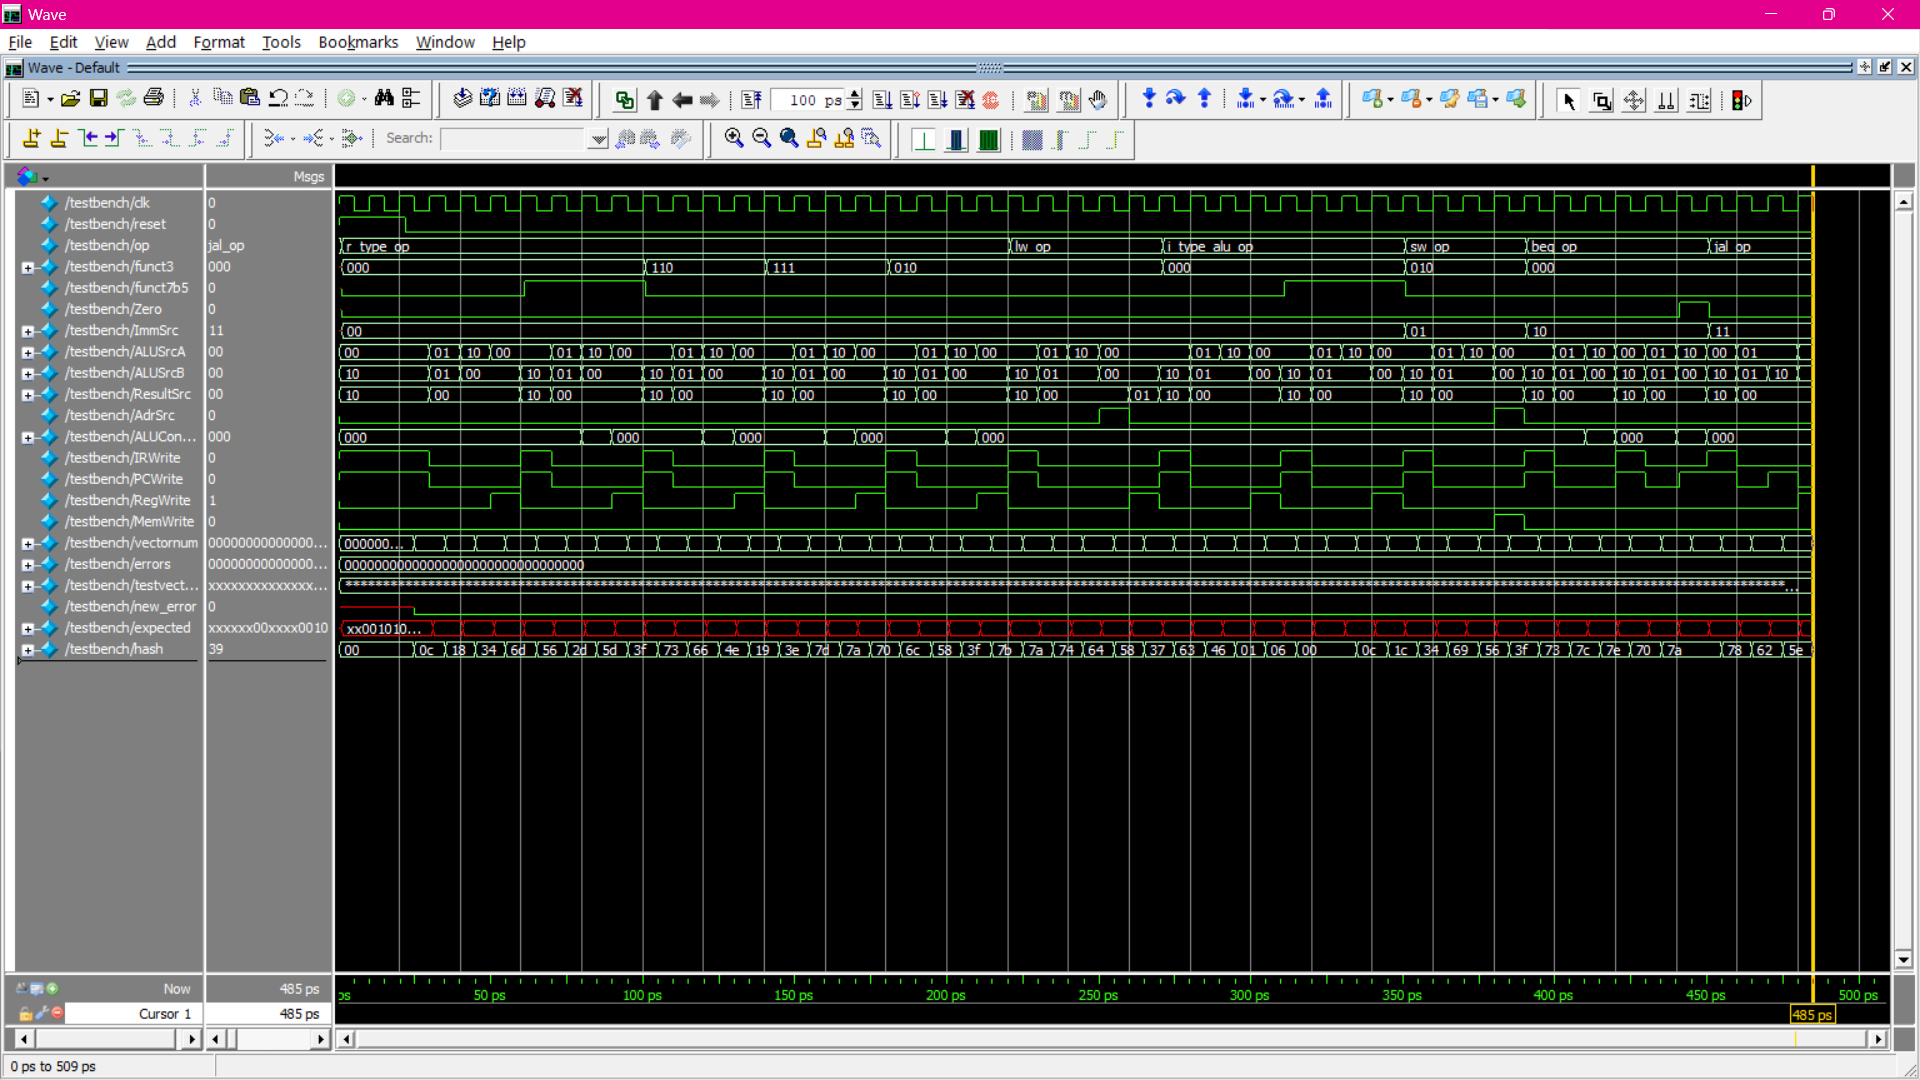 Wave
File Edit View Add Format Tools Bookmarks Window Help
Wave - Default
100 ps
Search:
Msgs
/testbench/clk 0
/testbench/reset 0
/testbench/op jal_op r_type_op lw_op i_type_alu_op sw_op beq_op jal_op
/testbench/funct3 000 000 110 111 010 000 010 000
/testbench/funct7b5 0
/testbench/Zero 0
/testbench/ImmSrc 11 00 01 10 11
/testbench/ALUSrcA 00 00 01 10 00 01 10 00 01 10 00 01 10 00 01 10 00 01 10 00 01 10 00 01 10 00 01 10 00 01 10 00 01 10 00 01
/testbench/ALUSrcB 00 10 01 00 10 01 00 10 01 00 10 01 00 10 01 00 10 01 00 10 01 00 10 01 00 10 01 00 10 01 00 10 01 00 10 01 10
/testbench/ResultSrc 00 10 00 10 00 10 00 10 00 10 00 10 00 01 10 00 10 00 10 00 10 00 10 00 10 00
/testbench/AdrSrc 0
/testbench/ALUCon... 000 000 000 000 000 000 000 000
/testbench/IRWrite 0
/testbench/PCWrite 0
/testbench/RegWrite 1
/testbench/MemWrite 0
/testbench/vectornum 00000000000000... 000000...
/testbench/errors 00000000000000... 00000000000000000000000000000000
/testbench/testvect... xxxxxxxxxxxxxx...
/testbench/new_error 0
/testbench/expected xxxxxx00xxxx0010 xx001010...
/testbench/hash 39 00 0c 18 34 6d 56 2d 5d 3f 73 66 4e 19 3e 7d 7a 70 6c 58 3f 7b 7a 74 64 58 37 63 46 01 06 00 0c 1c 34 69 56 3f 73 7c 7e 70 7a 78 62 5e
Now 485 ps ps 50 ps 100 ps 150 ps 200 ps 250 ps 300 ps 350 ps 400 ps 450 ps 500 ps
Cursor 1 485 ps 485 ps
0 ps to 509 ps